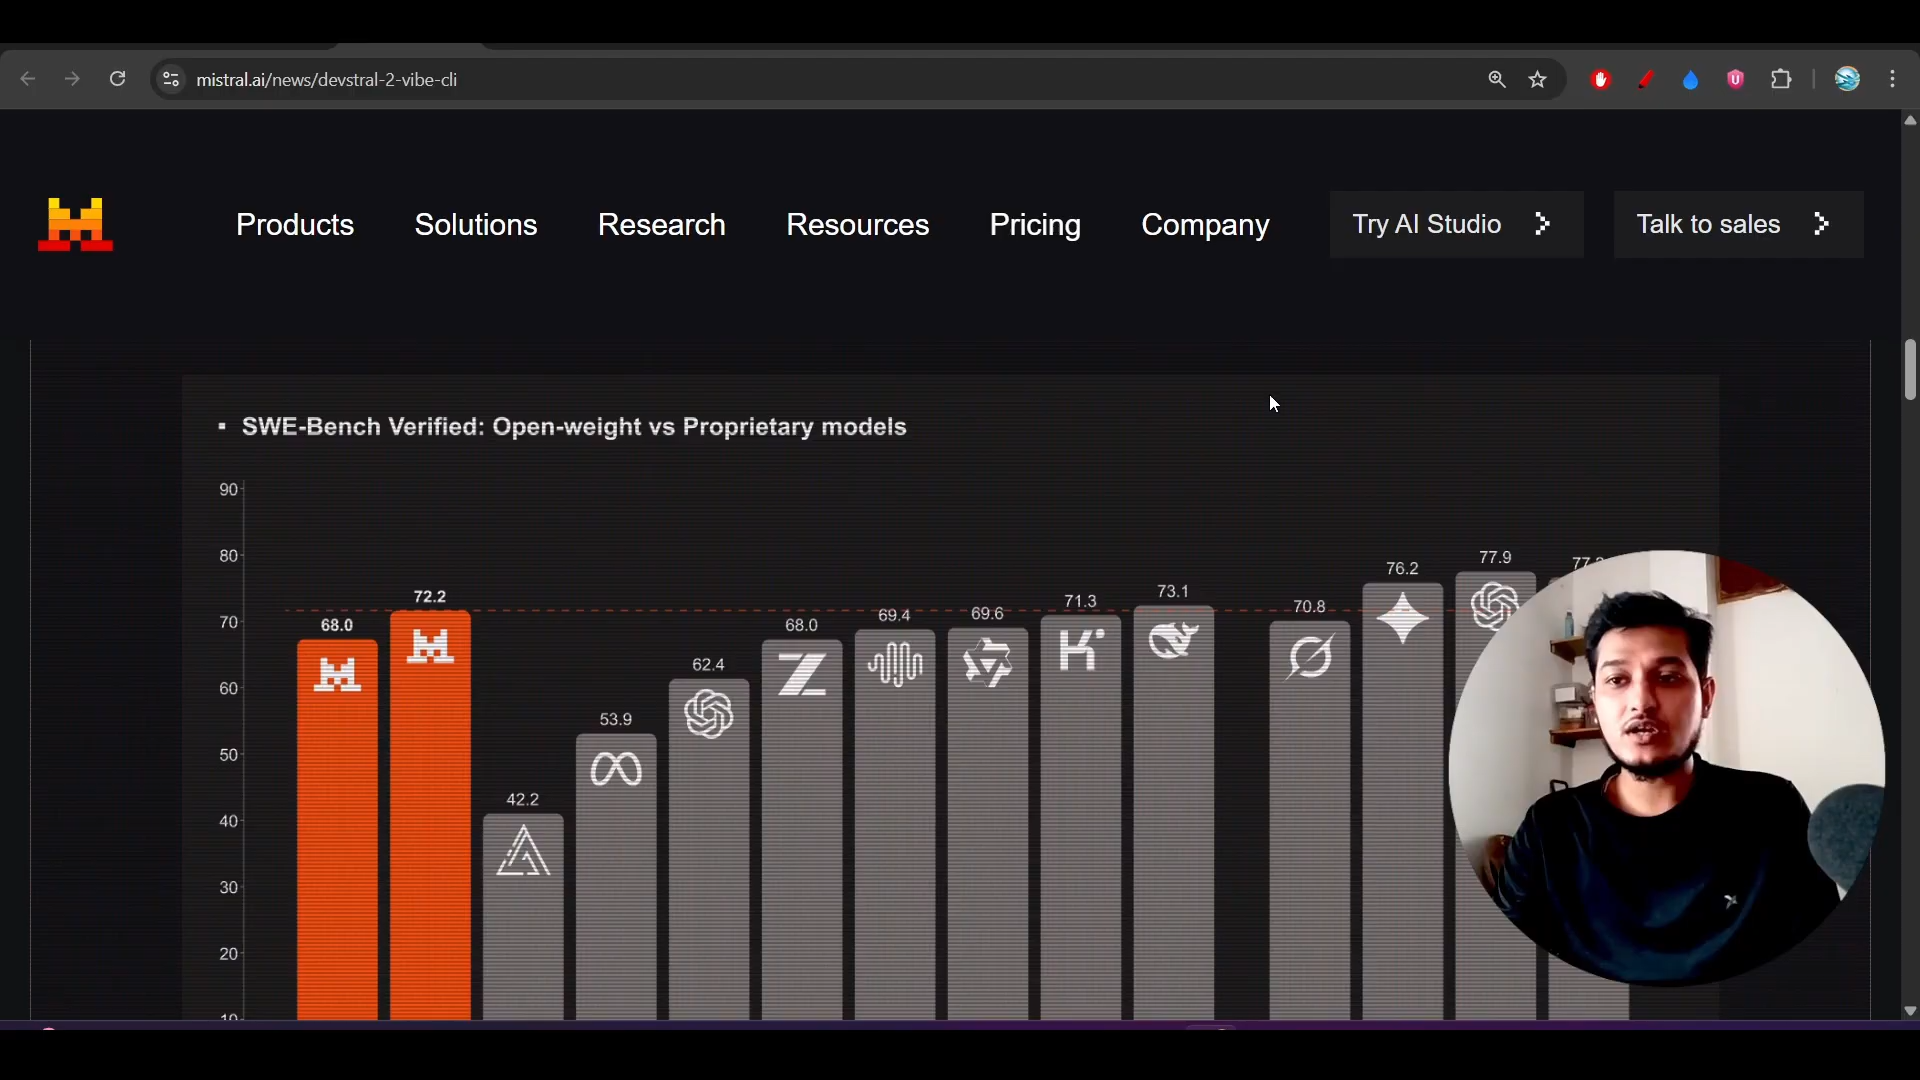 mistral.ai/news/devstral-2-vibe-cli
Products
Solutions
Research
Resources
Pricing
Company
Try AI Studio
Talk to sales
▪ SWE-Bench Verified: Open-weight vs Proprietary models
90
80
70
60
50
40
30
20
10
68.0
72.2
42.2
53.9
62.4
68.0
69.4
69.6
71.3
73.1
70.8
76.2
77.9